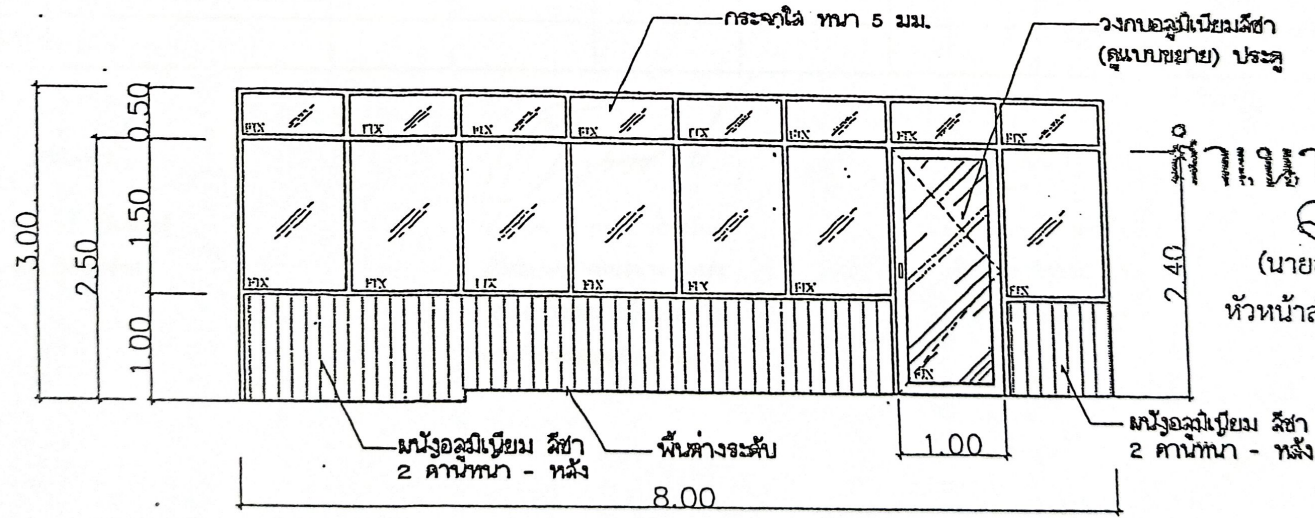 กระจกใส หนา 5 มม.
วงกบอลูมิเนียมสีชา
(ดูแบบขยาย) ประตู
0.50
3.00
2.50
1.50
1.00
FIX FIX FIX FIX FIX FIX FIX FIX
FIX FIX FIX FIX FIX FIX FIX
FIX
2.40
(นาย
หัวหน้าส
ผนังอลูมิเนียม สีชา
2 ด้านหน้า - หลัง
พื้นต่างระดับ
1.00
ผนังอลูมิเนียม สีชา
2 ด้านหน้า - หลัง
8.00